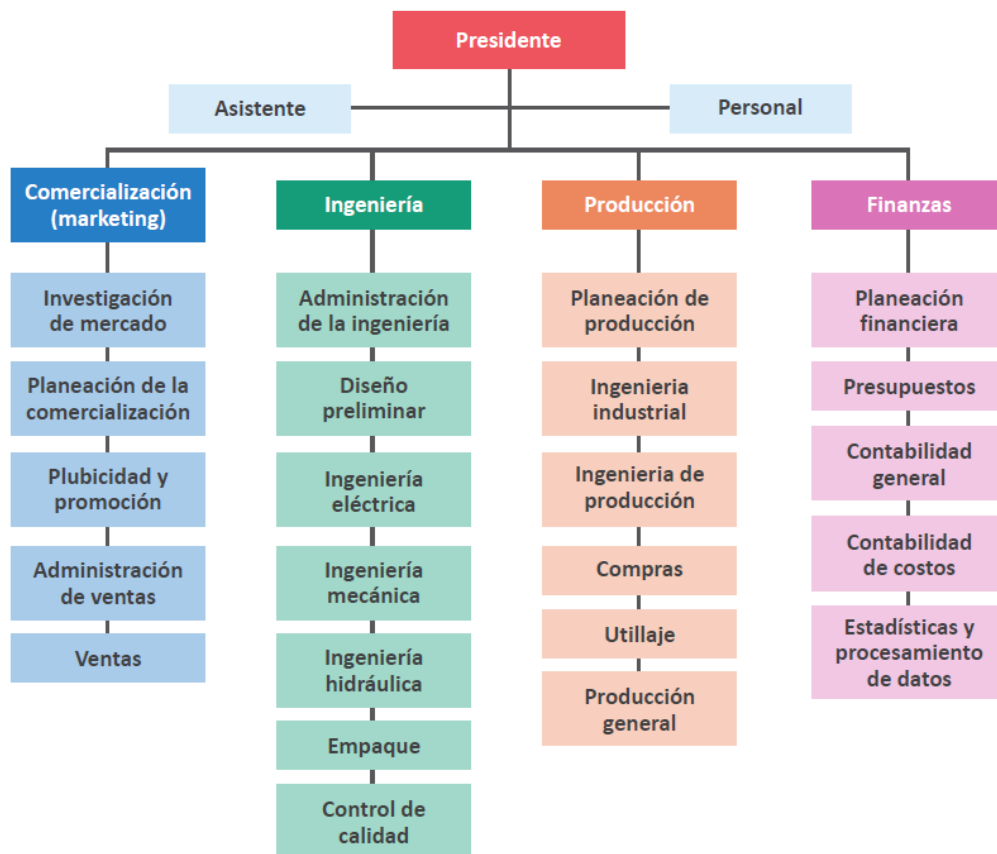 Presidente
Asistente
Personal
Comercialización
(marketing)
Investigación
de mercado
Planeación de la
comercialización
Plubicidad y
promoción
Administración
de ventas
Ventas
Ingeniería
Administración
de la ingeniería
Diseño
preliminar
Ingeniería
eléctrica
Ingeniería
mecánica
Ingeniería
hidráulica
Empaque
Control de
calidad
Producción
Planeación de
producción
Ingenieria
industrial
Ingenieria de
producción
Compras
Utillaje
Producción
general
Finanzas
Planeación
financiera
Presupuestos
Contabilidad
general
Contabilidad
de costos
Estadísticas y
procesamiento
de datos